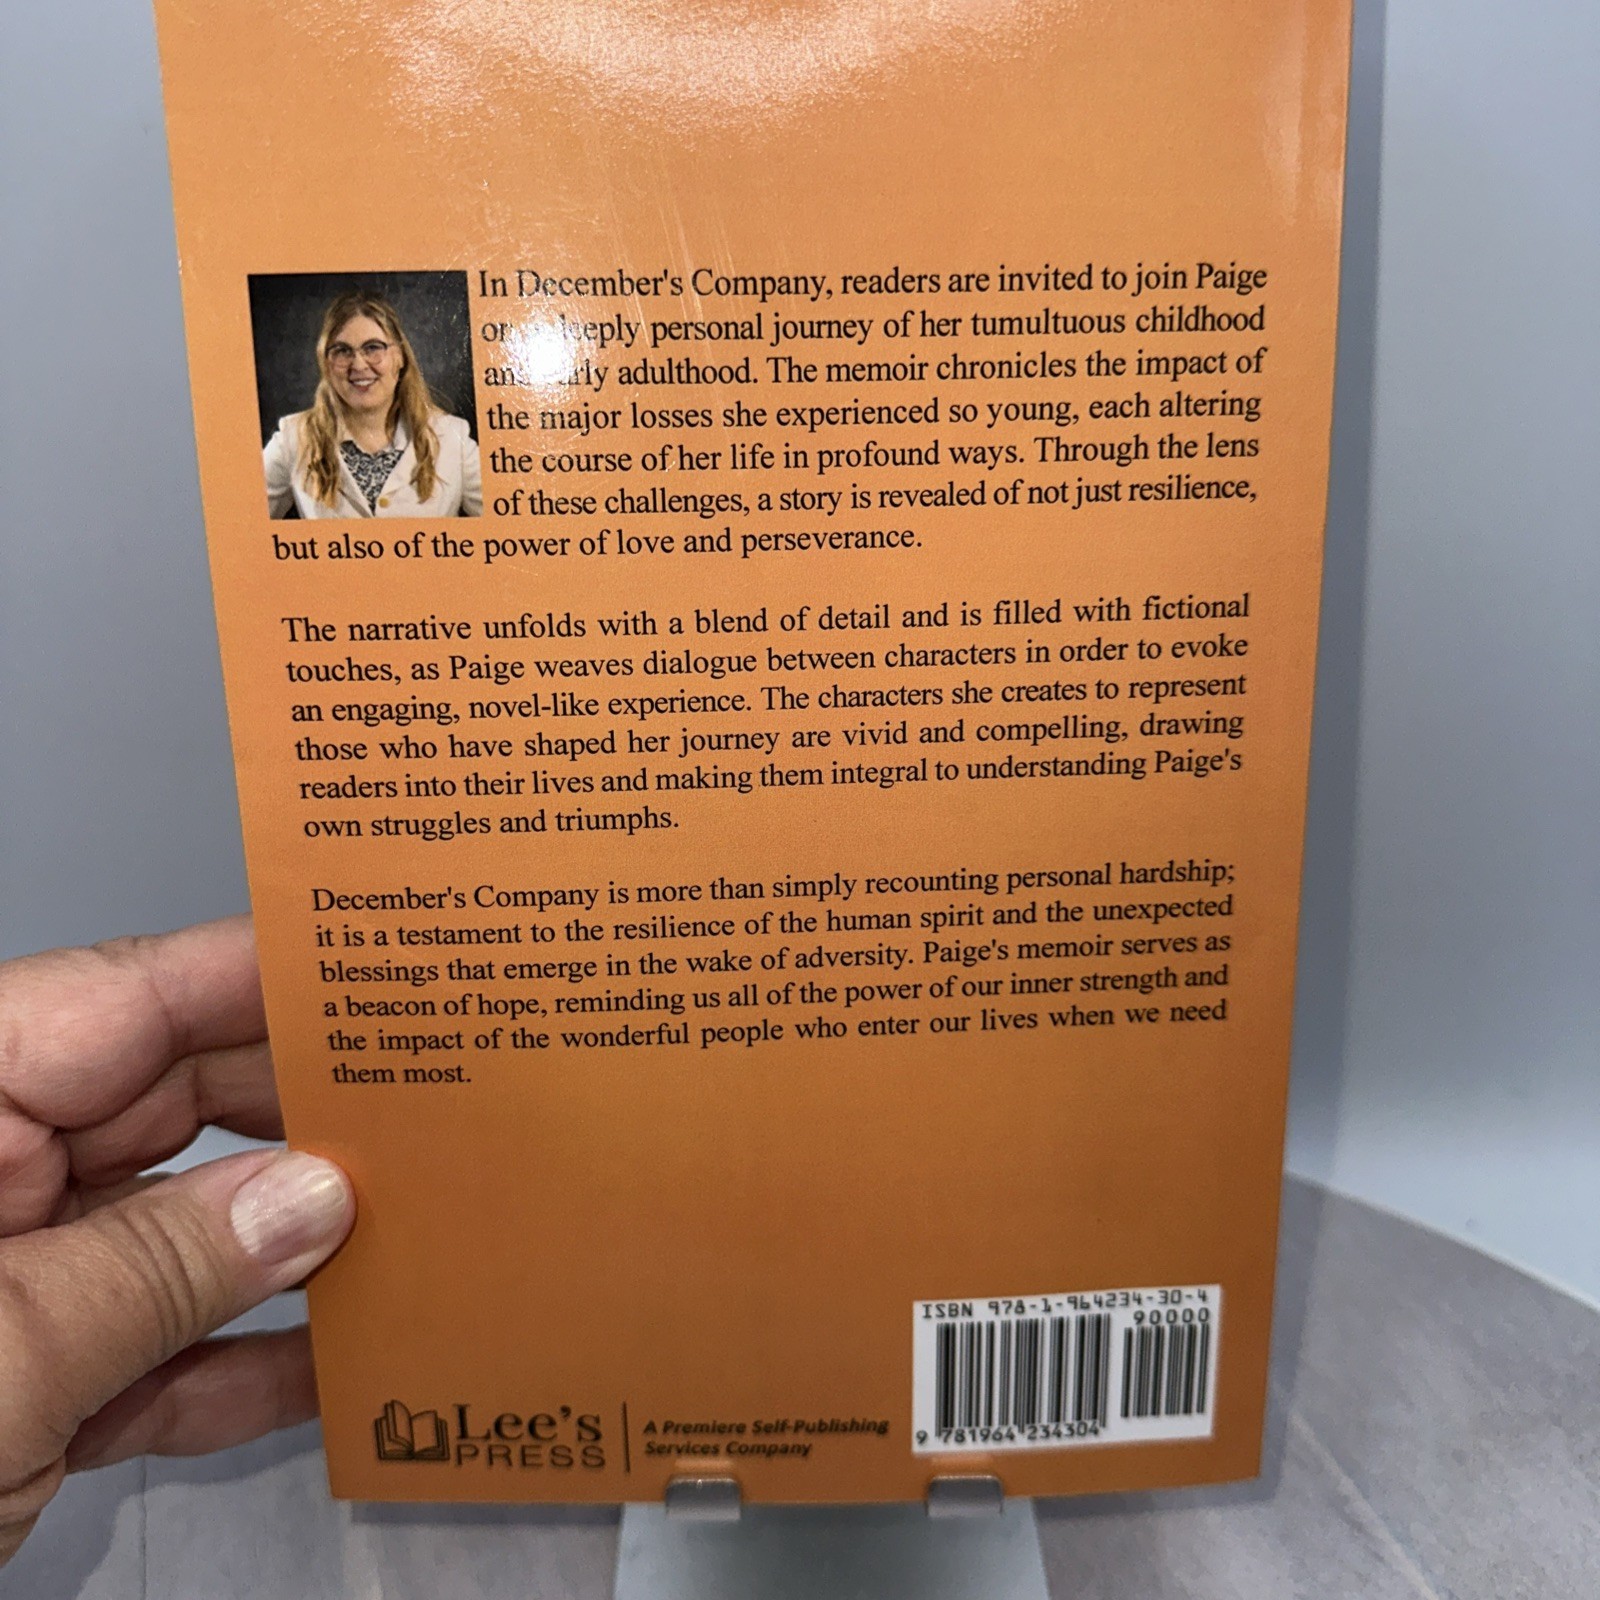 In December's Company, readers are invited to join Paige
deeply personal journey of her tumultuous childhood
adulthood. The memoir chronicles the impact of
the major losses she experienced so young, each altering
the course of her life in profound ways. Through the lens
of these challenges, a story is revealed of not just resilience,
but also of the power of love and perseverance.
The narrative unfolds with a blend of detail and is filled with fictional
touches, as Paige weaves dialogue between characters in order to evoke
an engaging, novel-like experience. The characters she creates to represent
those who have shaped her journey are vivid and compelling, drawing
readers into their lives and making them integral to understanding Paige's
own struggles and triumphs.
December's Company is more than simply recounting personal hardship;
it is a testament to the resilience of the human spirit and the unexpected
blessings that emerge in the wake of adversity. Paige's memoir serves as
a beacon of hope, reminding us all of the power of our inner strength and
the impact of the wonderful people who enter our lives when we need
them most.
ISBN 978-1-964234-30-4
90000
9 781964 234304
Lee's
PRESS
A Premiere Self-Publishing
Services Company